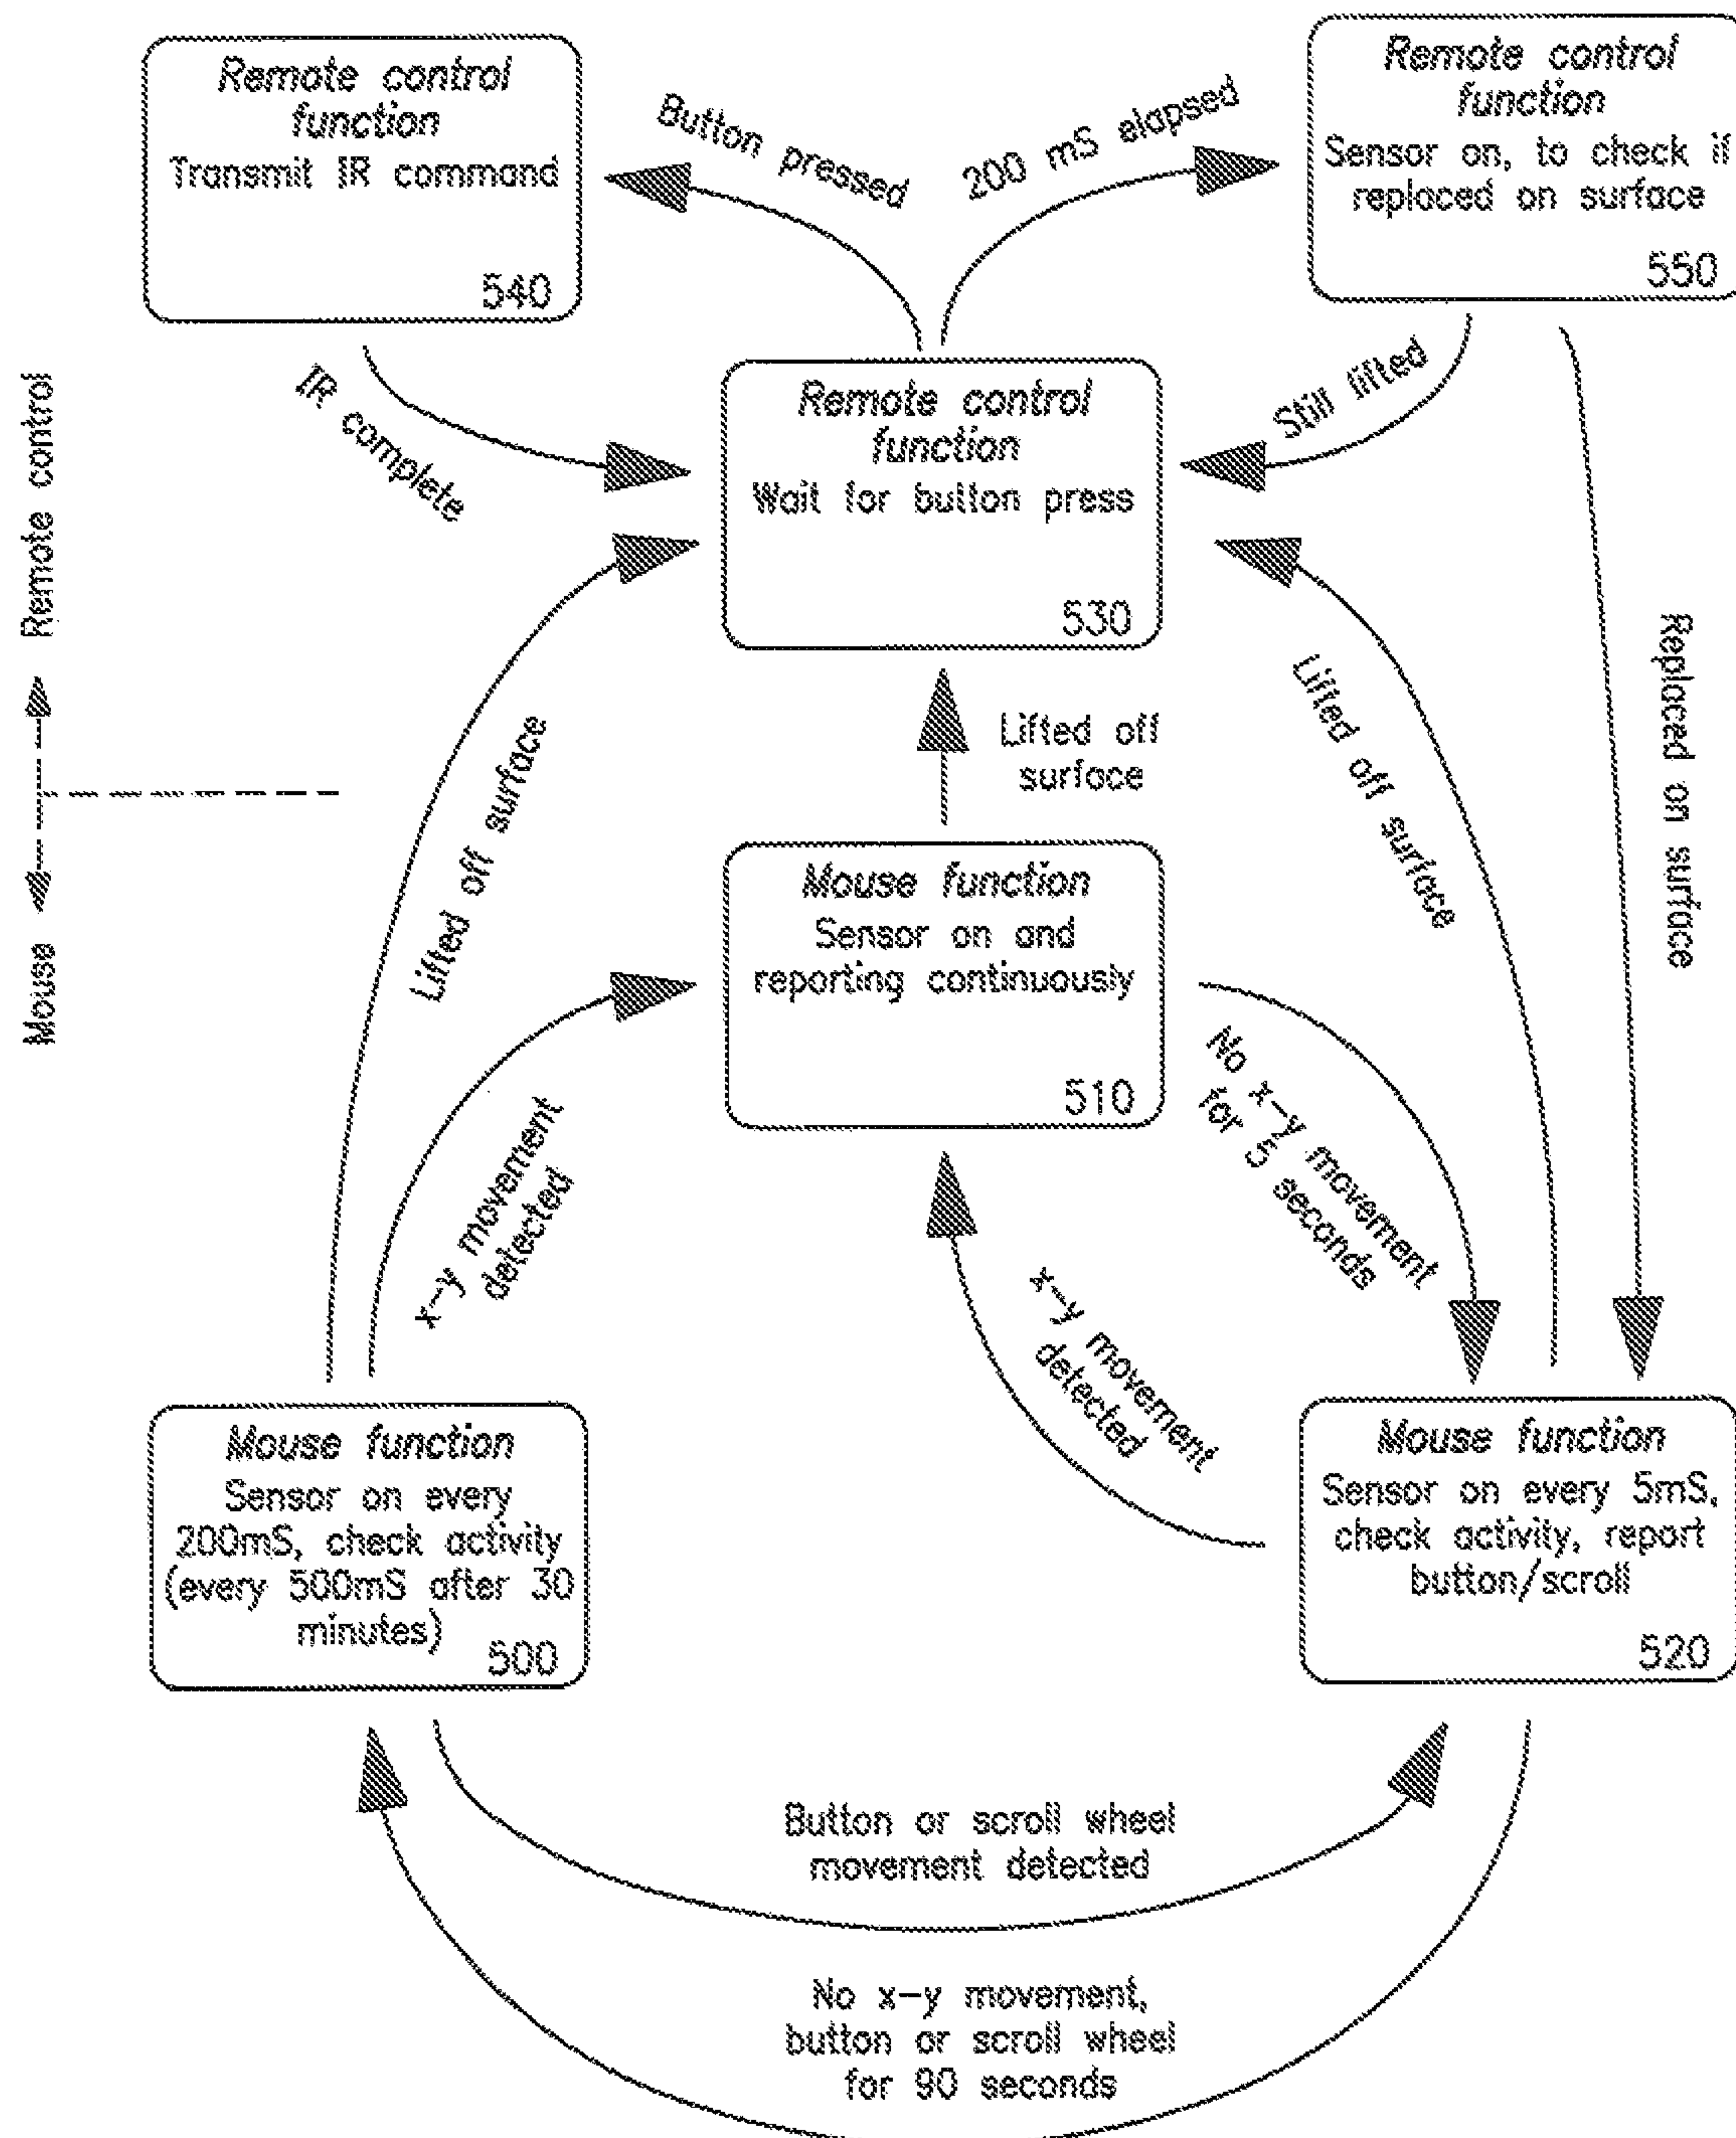 Remote control
function
Transmit IR command
540
Button pressed
200 mS elapsed
Remote control
function
Sensor on, to check if
replaced on surface
550
IR complete
Still lifted
Remote control
function
Wait for button press
530
Remote control
Mouse
Lifted off surface
Lifted off
surface
Lifted off surface
Replaced on surface
Mouse function
Sensor on and
reporting continuously
510
x-y movement
detected
No x-y movement
for 5 seconds
x-y movement
detected
Mouse function
Sensor on every
200mS, check activity
(every 500mS after 30
minutes)
500
Mouse function
Sensor on every 5mS,
check activity, report
button/scroll
520
Button or scroll wheel
movement detected
No x-y movement,
button or scroll wheel
for 90 seconds